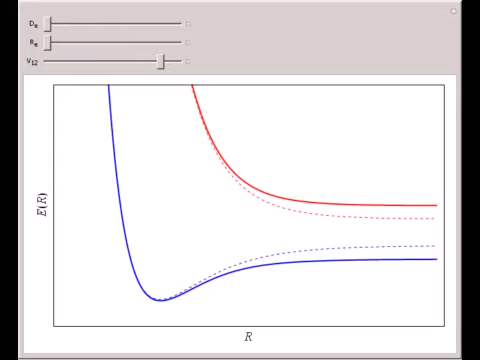 Dₑ
Rₑ
V₁₂
E(R)
R